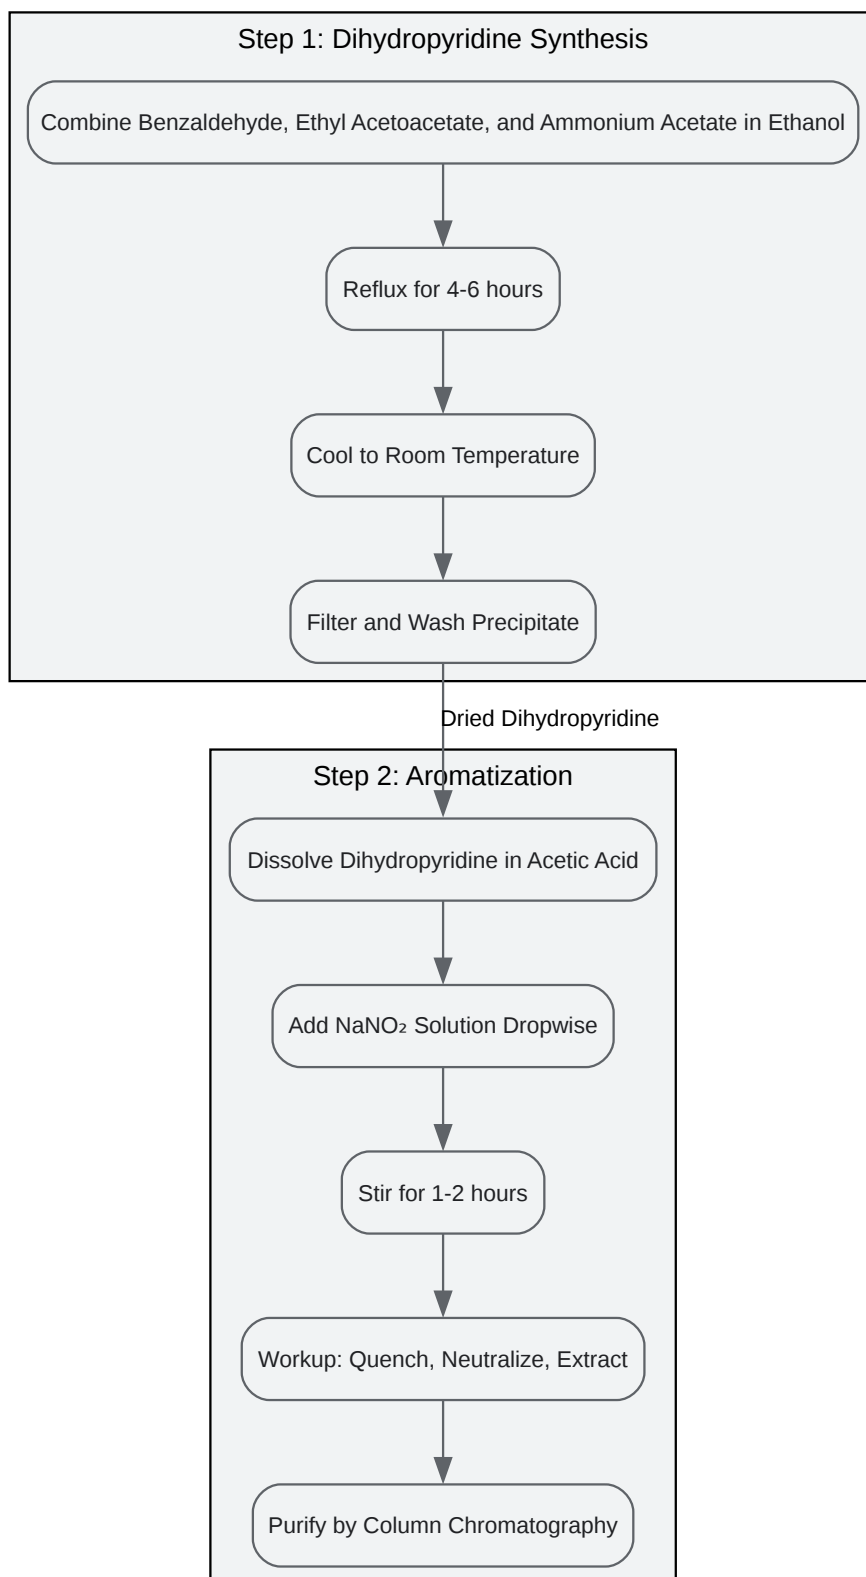 Step 1: Dihydropyridine Synthesis
Combine Benzaldehyde, Ethyl Acetoacetate, and Ammonium Acetate in Ethanol
Reflux for 4-6 hours
Cool to Room Temperature
Filter and Wash Precipitate
Dried Dihydropyridine
Step 2: Aromatization
Dissolve Dihydropyridine in Acetic Acid
Add NaNO₂ Solution Dropwise
Stir for 1-2 hours
Workup: Quench, Neutralize, Extract
Purify by Column Chromatography